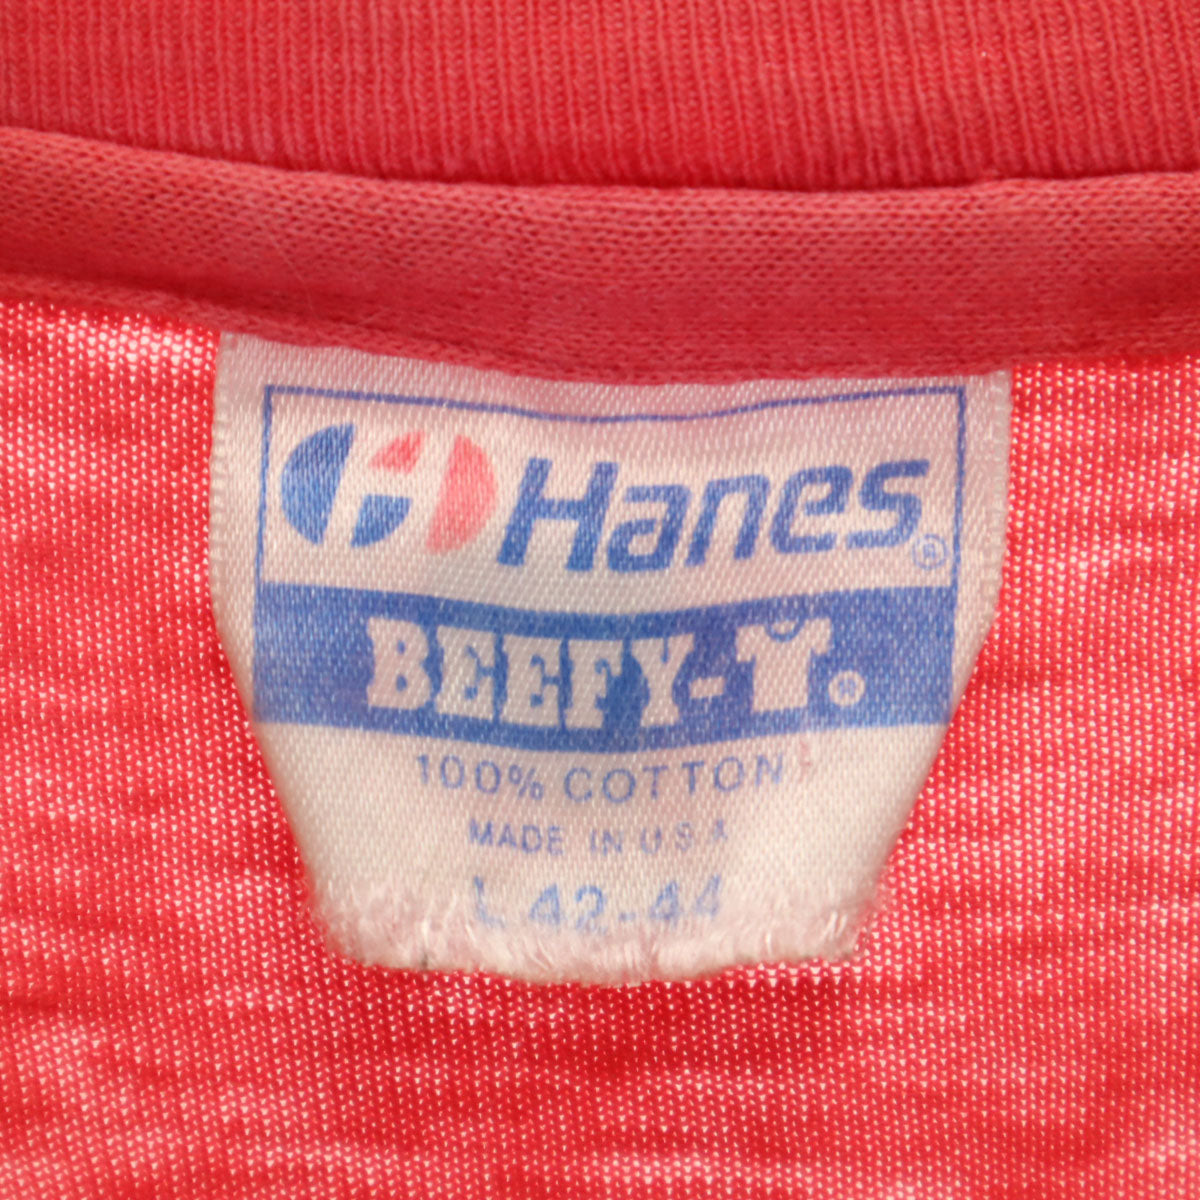 Hanes®
BEEFY-T®
100% COTTON
MADE IN U S A
L 42-44